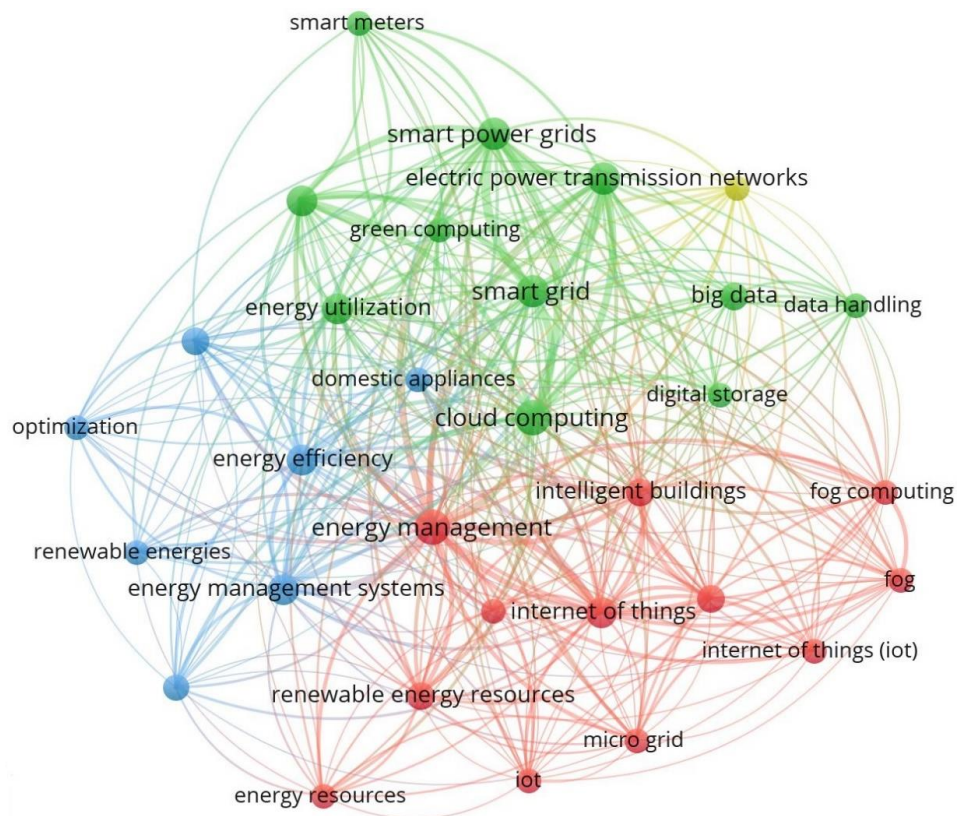 smart meters
smart power grids
electric power transmission networks
green computing
smart grid
big data
data handling
energy utilization
domestic appliances
digital storage
cloud computing
optimization
energy efficiency
intelligent buildings
fog computing
energy management
renewable energies
fog
energy management systems
internet of things
internet of things (iot)
renewable energy resources
micro grid
iot
energy resources